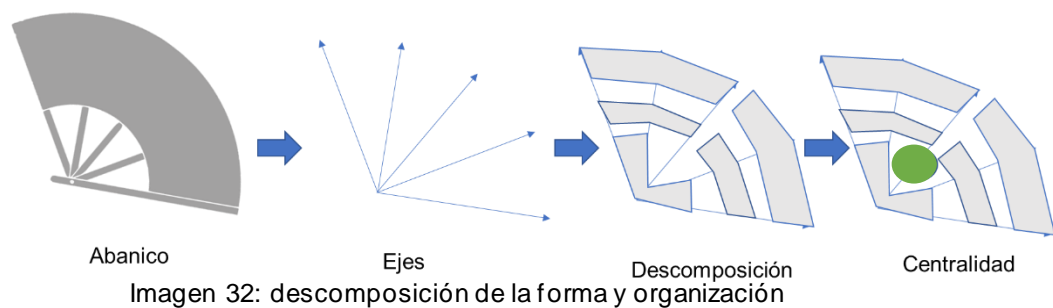 Abanico
Ejes
Descomposición
Centralidad
Imagen 32: descomposición de la forma y organización